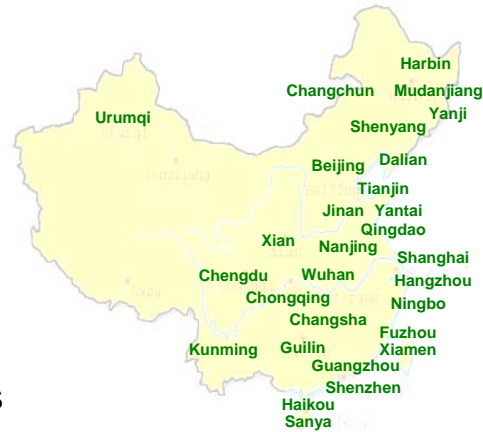 Harbin
Changchun Mudanjiang
Yanji
Urumqi
Shenyang
Dalian
Beijing
Tianjin
Jinan Yantai
Qingdao
Xian
Nanjing
Shanghai
Chengdu Wuhan
Hangzhou
Chongqing
Ningbo
Changsha
Fuzhou
Kunming Guilin Xiamen
Guangzhou
Shenzhen
s
Haikou
Sanya